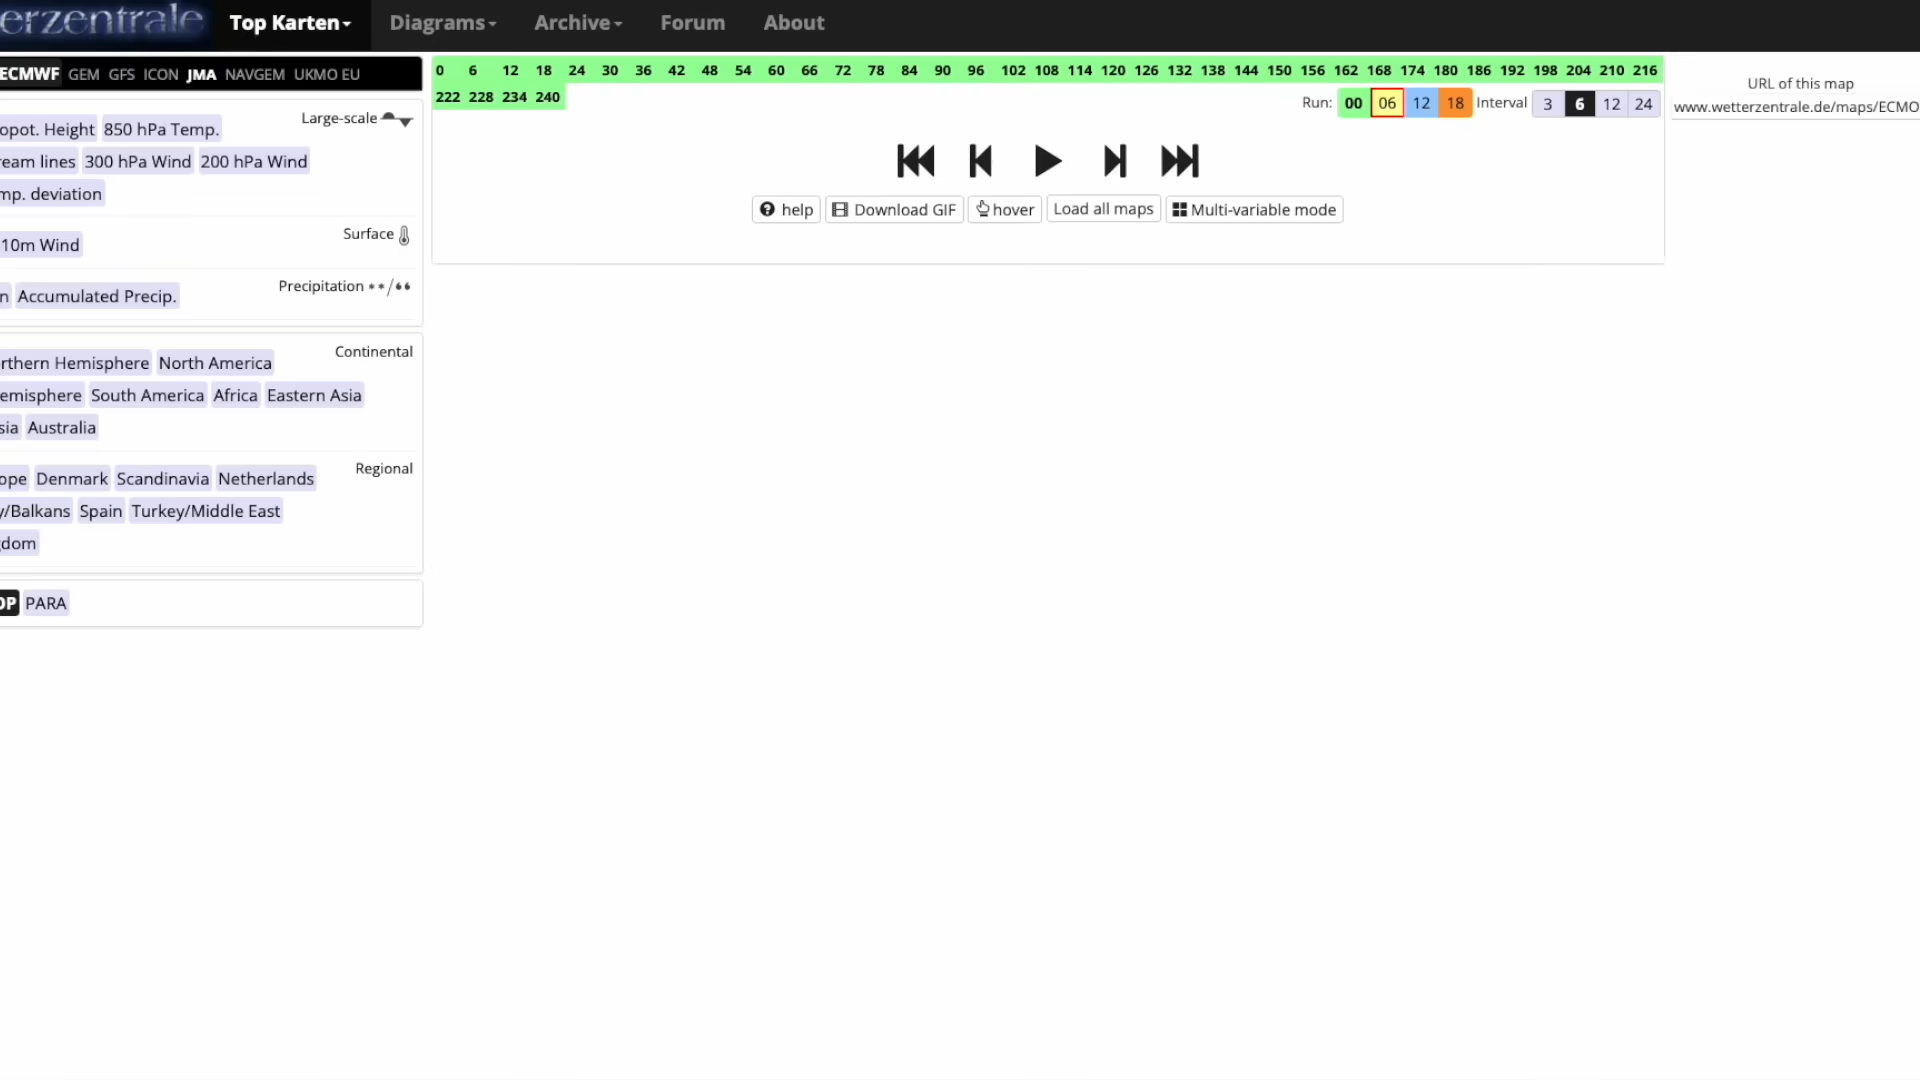 erzentrale Top Karten Diagrams Archive Forum About
ECMWF GEM GFS ICON JMA NAVGEM UKMO EU
0 6 12 18 24 30 36 42 48 54 60 66 72 78 84 90 96 102 108 114 120 126 132 138 144 150 156 162 168 174 180 186 192 198 204 210 216
222 228 234 240
Run: 00 06 12 18 Interval 3 6 12 24
URL of this map
www.wetterzentrale.de/maps/ECMO
Large-scale
opot. Height 850 hPa Temp.
ream lines 300 hPa Wind 200 hPa Wind
mp. deviation
Surface
10m Wind
Precipitation **/
n Accumulated Precip.
help Download GIF hover Load all maps Multi-variable mode
Continental
rthern Hemisphere North America
emisphere South America Africa Eastern Asia
sia Australia
Regional
ope Denmark Scandinavia Netherlands
y/Balkans Spain Turkey/Middle East
gdom
OP PARA